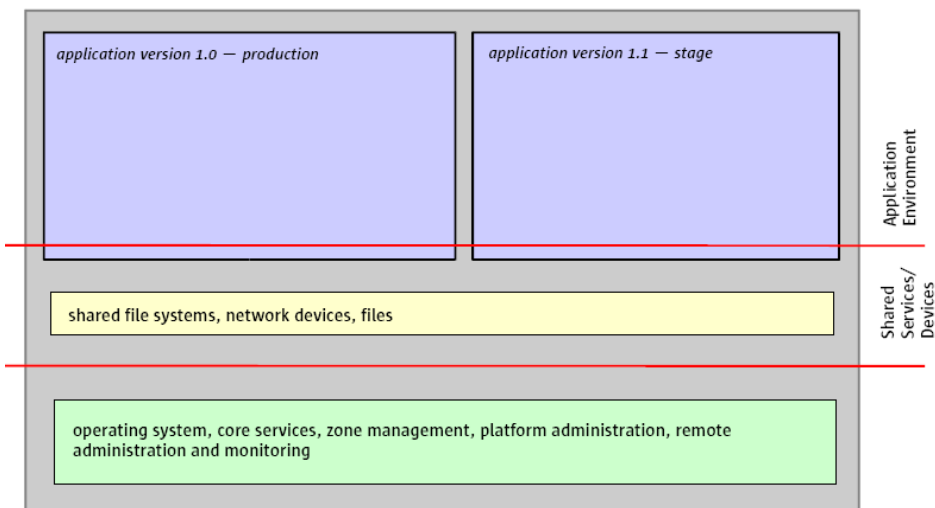 application version 1.0 — production
application version 1.1 — stage
Application
Environment
shared file systems, network devices, files
Shared
Services/
Devices
operating system, core services, zone management, platform administration, remote
administration and monitoring